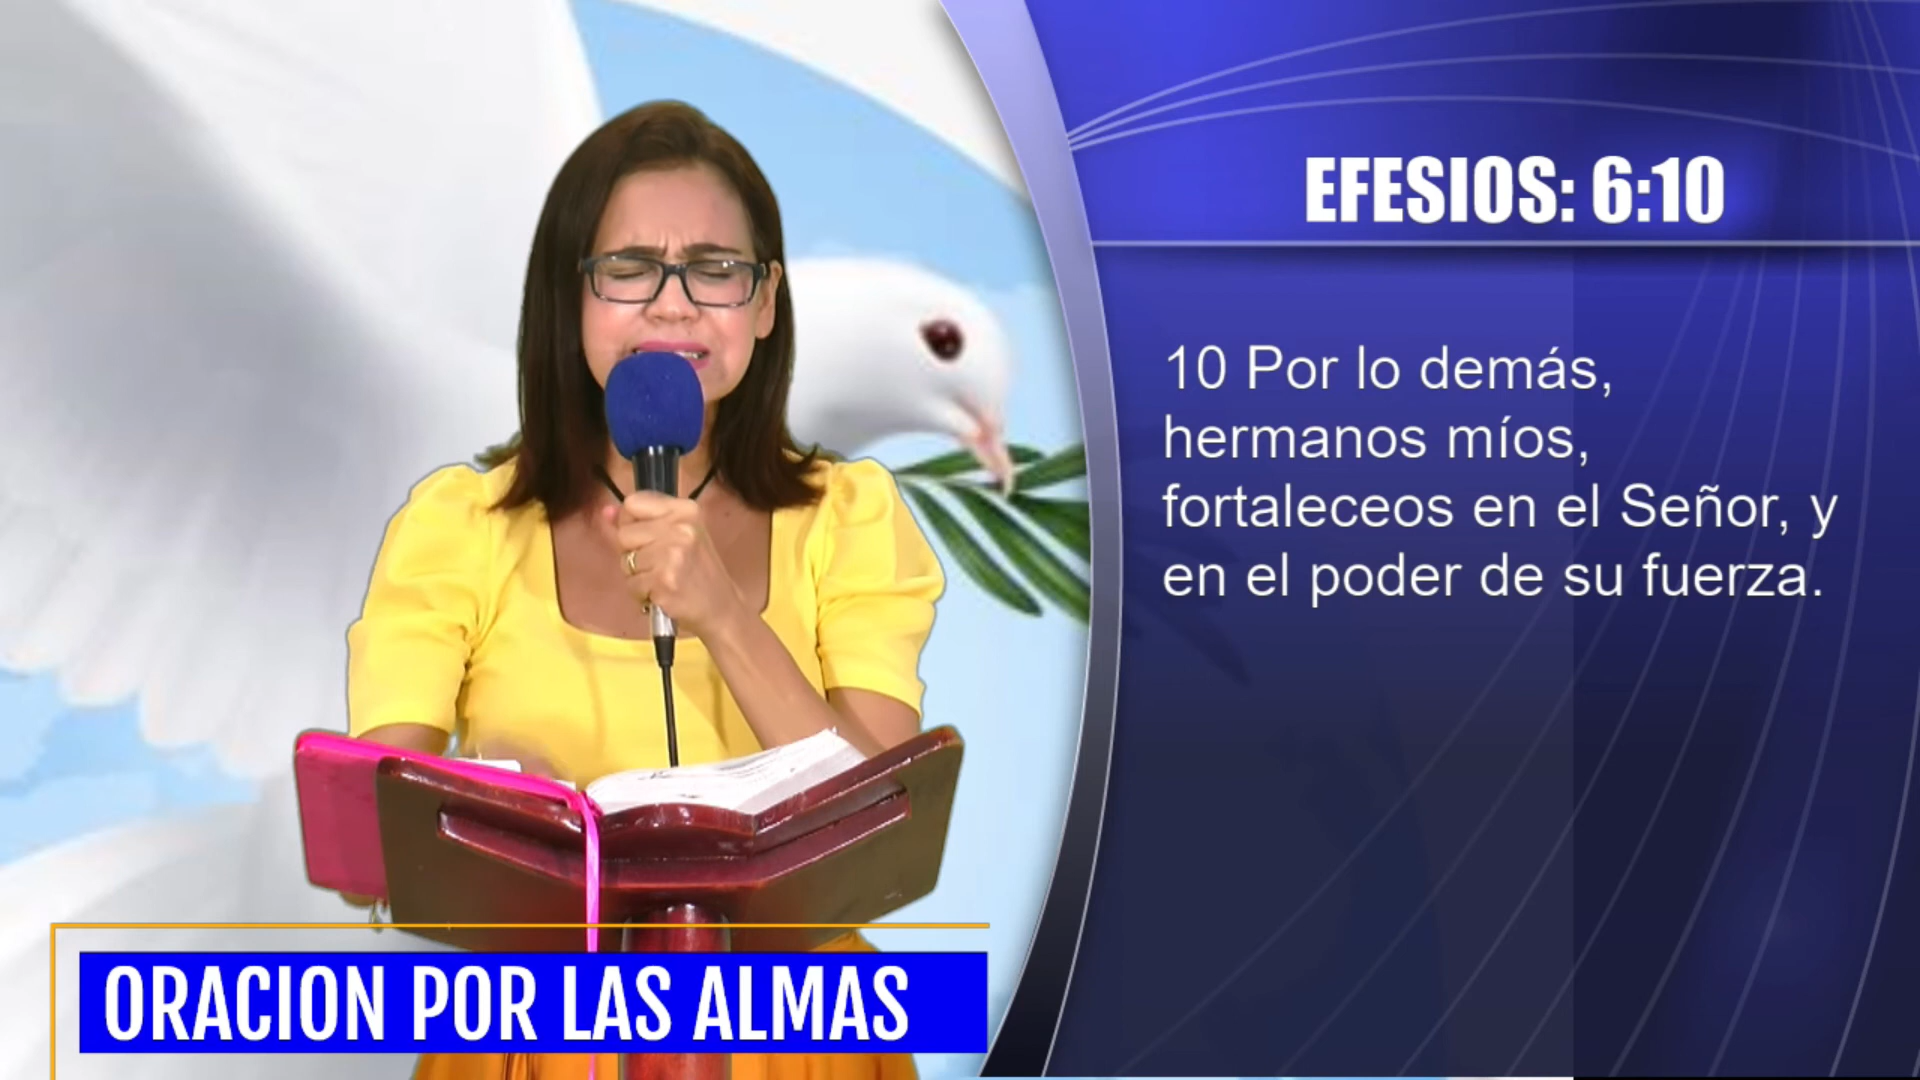 EFESIOS: 6:10
10 Por lo demás,
hermanos míos,
fortaleceos en el Señor, y
en el poder de su fuerza.
ORACION POR LAS ALMAS